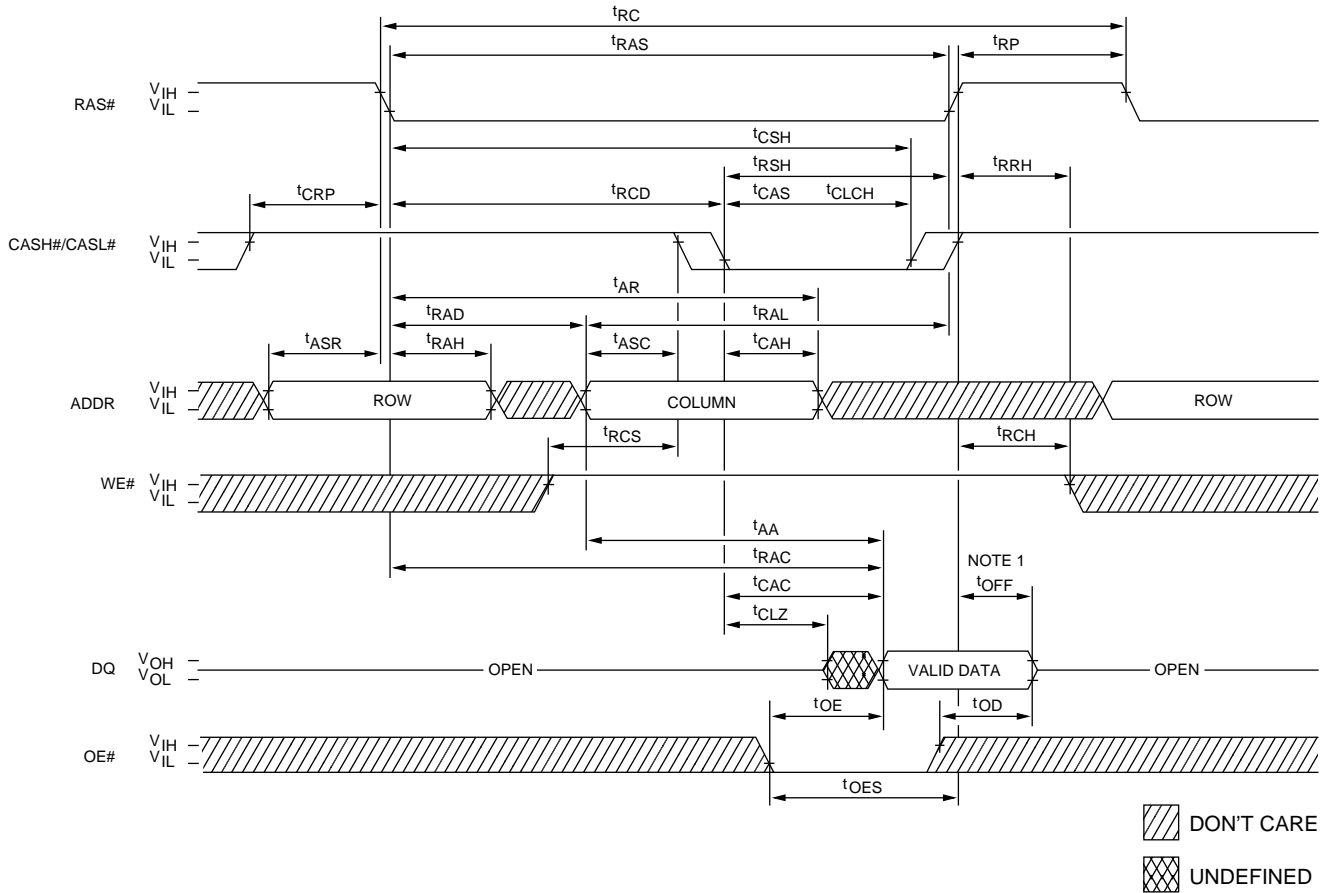 tRC
tRAS
tRP
RAS#
VIH
VIL
tCSH
tRSH
tRRH
tCRP
tRCD
tCAS
tCLCH
CASH#/CASL#
VIH
VIL
tAR
tRAD
tRAL
tASR
tRAH
tASC
tCAH
ADDR
VIH
VIL
ROW
COLUMN
ROW
tRCS
tRCH
WE#
VIH
VIL
tAA
tRAC
NOTE 1
tCAC
tOFF
tCLZ
DQ
VOH
VOL
OPEN
VALID DATA
OPEN
tOE
tOD
OE#
VIH
VIL
tOES
DON'T CARE
UNDEFINED